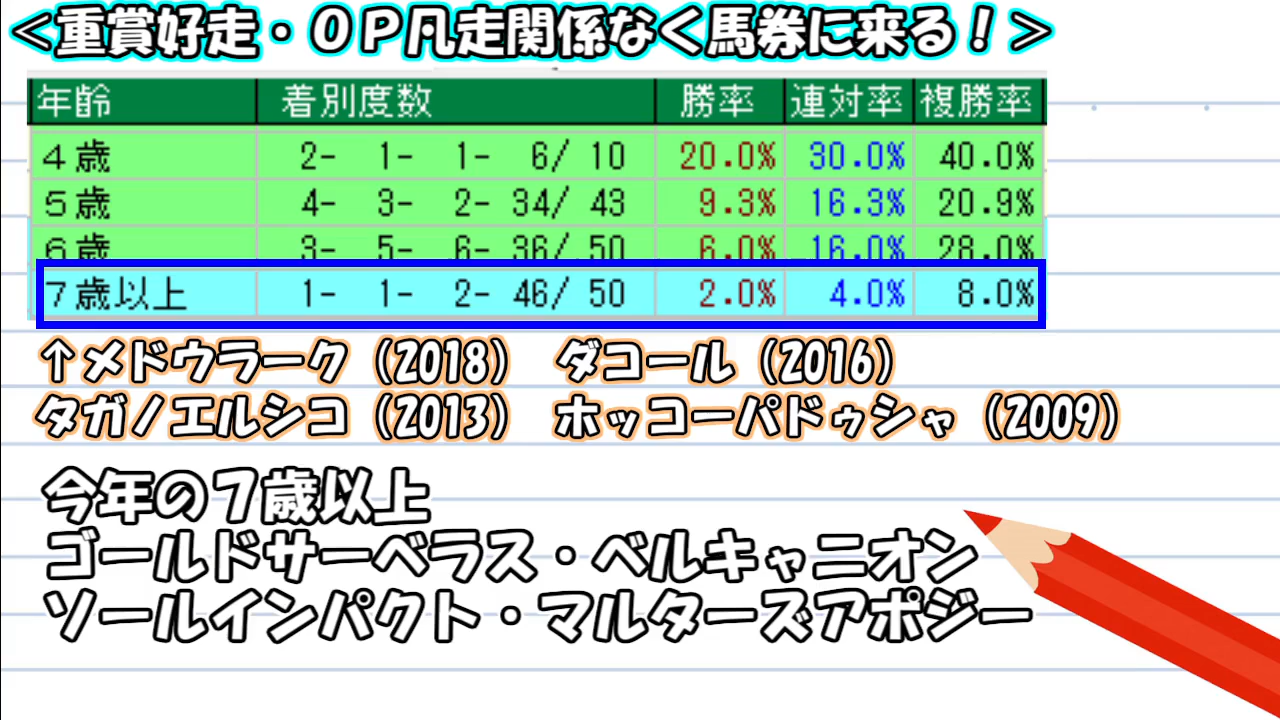 ＜重賞好走・ＯＰ凡走関係なく馬券に来る！＞
年齢 着別度数 勝率 連対率 複勝率
４歳 2- 1- 1- 6/ 10 20.0% 30.0% 40.0%
５歳 4- 3- 2- 34/ 43 9.3% 16.3% 20.9%
６歳 3- 5- 6- 36/ 50 6.0% 16.0% 28.0%
７歳以上 1- 1- 2- 46/ 50 2.0% 4.0% 8.0%
↑メドウラーク（2018） ダコール（2016）
タガノエルシコ（2013） ホッコーパドゥシャ（2009）
今年の７歳以上
ゴールドサーベラス・ベルキャニオン
ソールインパクト・マルターズアポジー